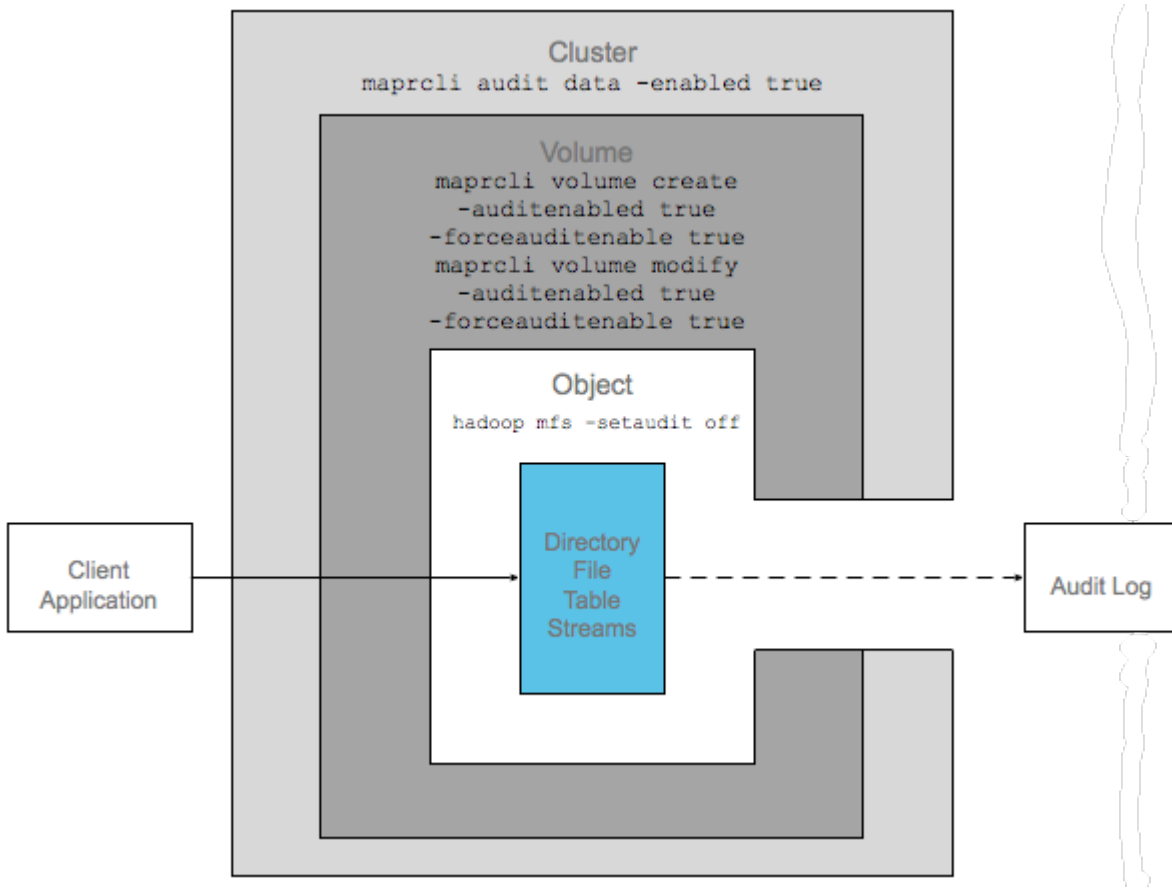 Cluster
maprcli audit data -enabled true
Volume
maprcli volume create
-auditenabled true
-forceauditenable true
maprcli volume modify
-auditenabled true
-forceauditenable true
Object
hadoop mfs -setaudit off
Client
Application
Directory
File
Table
Streams
Audit Log